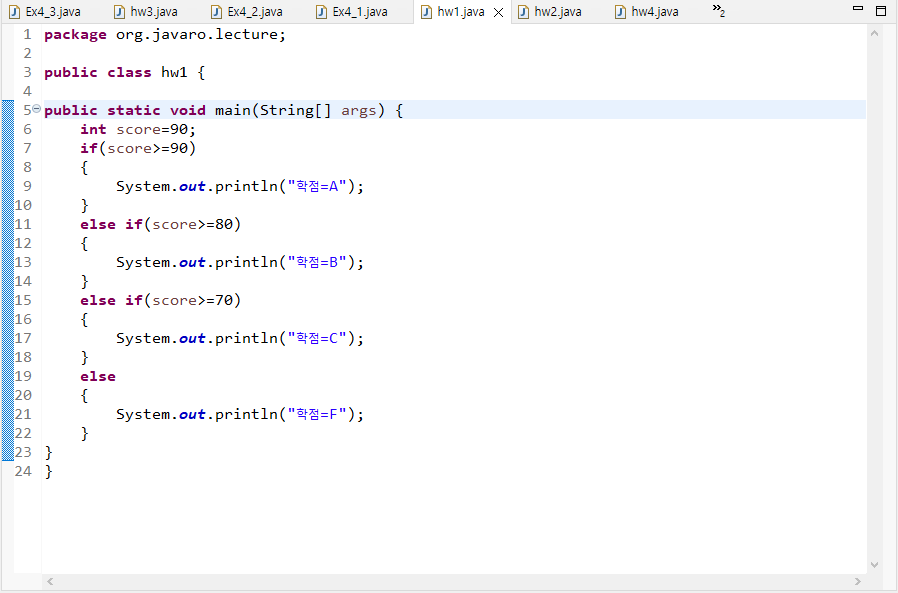 Ex4_3.java hw3.java Ex4_2.java Ex4_1.java hw1.java hw2.java hw4.java »2
1 package org.javaro.lecture;
2
3 public class hw1 {
4
5 public static void main(String[] args) {
6 int score=90;
7 if(score>=90)
8 {
9 System.out.println("학점=A");
10 }
11 else if(score>=80)
12 {
13 System.out.println("학점=B");
14 }
15 else if(score>=70)
16 {
17 System.out.println("학점=C");
18 }
19 else
20 {
21 System.out.println("학점=F");
22 }
23 }
24 }